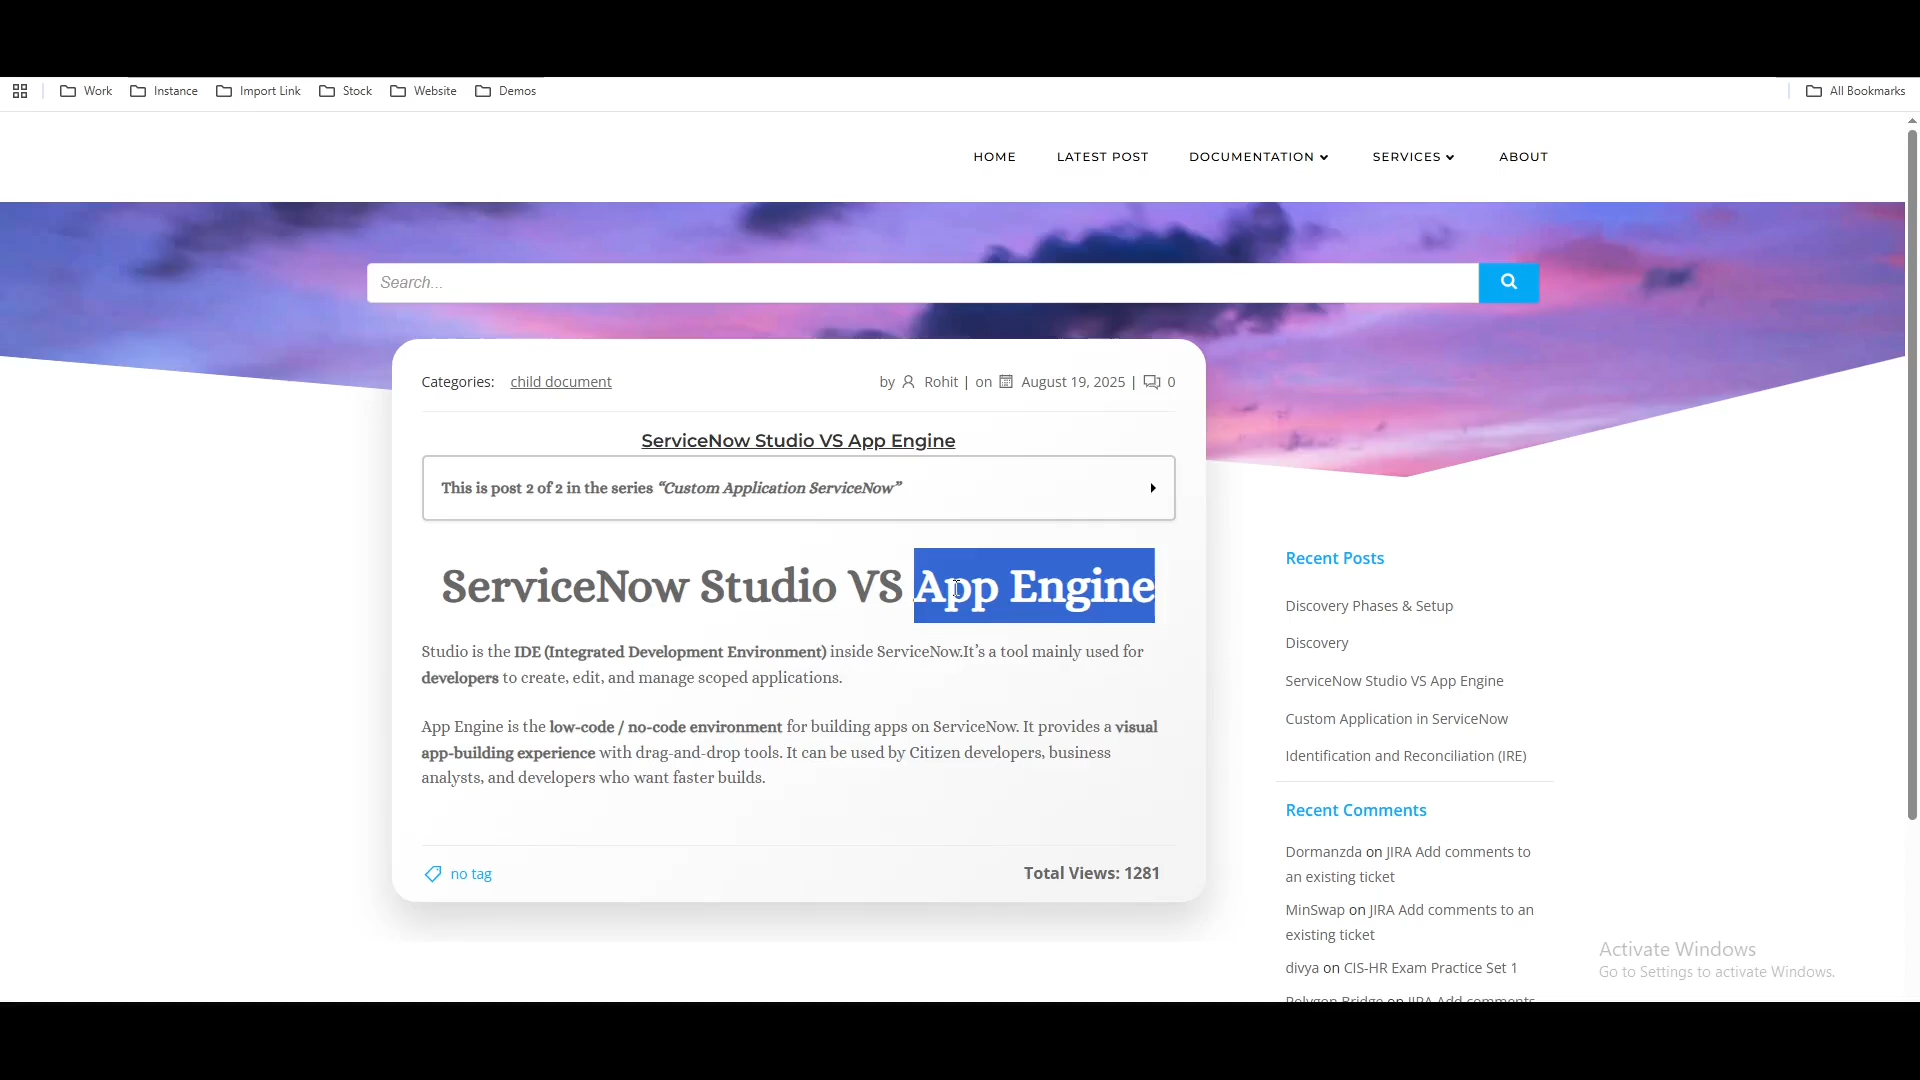 Work Instance Import Link Stock Website Demos All Bookmarks
HOME LATEST POST DOCUMENTATION SERVICES ABOUT
Search...
Categories: child document by Rohit | on August 19, 2025 | 0
ServiceNow Studio VS App Engine
This is post 2 of 2 in the series “Custom Application ServiceNow”
ServiceNow Studio VS App Engine
Studio is the IDE (Integrated Development Environment) inside ServiceNow.It’s a tool mainly used for
developers to create, edit, and manage scoped applications.
App Engine is the low-code / no-code environment for building apps on ServiceNow. It provides a visual
app-building experience with drag-and-drop tools. It can be used by Citizen developers, business
analysts, and developers who want faster builds.
no tag Total Views: 1281
Recent Posts
Discovery Phases & Setup
Discovery
ServiceNow Studio VS App Engine
Custom Application in ServiceNow
Identification and Reconciliation (IRE)
Recent Comments
Dormanzda on JIRA Add comments to
an existing ticket
MinSwap on JIRA Add comments to an
existing ticket
divya on CIS-HR Exam Practice Set 1
Polygon Bridge on JIRA Add comments
Activate Windows
Go to Settings to activate Windows.